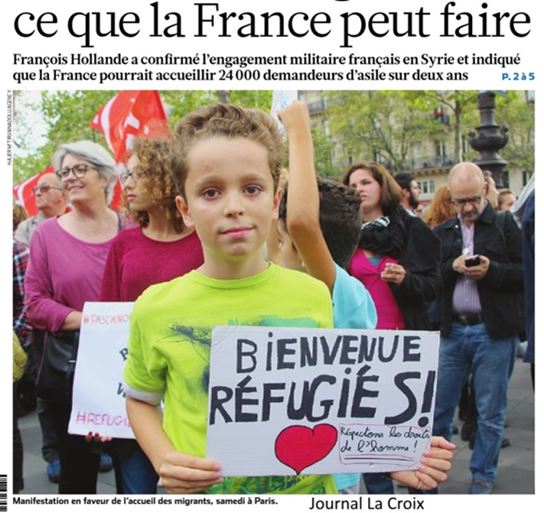 ce que la France peut faire
François Hollande a confirmé l'engagement militaire français en Syrie et indiqué
que la France pourrait accueillir 24 000 demandeurs d'asile sur deux ans
P. 2 à 5
BIENVENUE
RÉFUGIÉS!
Respectons les droits
de l'homme !
#REFUGI
Manifestation en faveur de l'accueil des migrants, samedi à Paris.
Journal La Croix